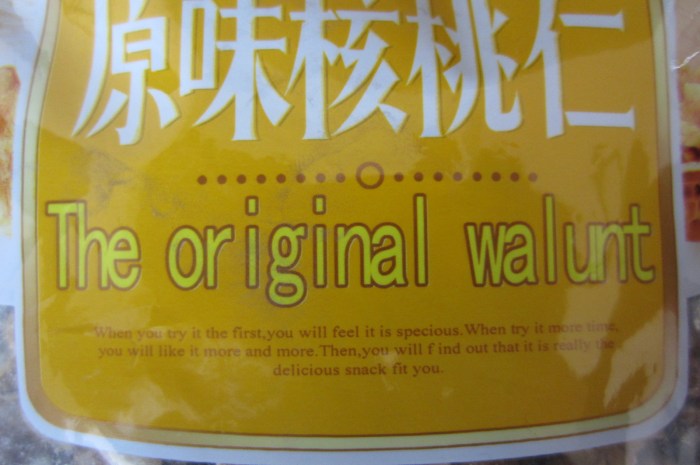 原味核桃仁
The original walunt
When you try it the first,you will feel it is specious.When try it more time,
you will like it more and more.Then,you will f ind out that it is really the
delicious snack fit you.